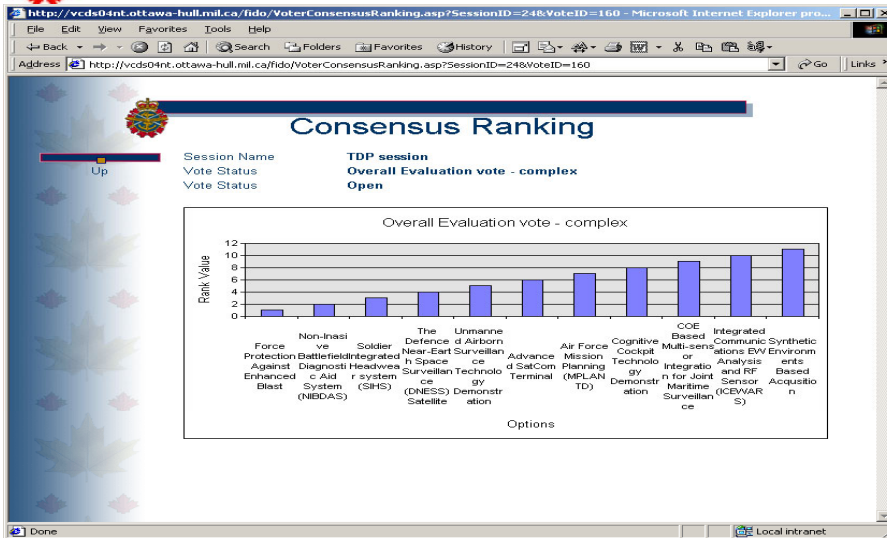 http://vcds04nt.ottawa-hull.mil.ca/fido/VoterConsensusRanking.asp?SessionID=248&VoteID=160 - Microsoft Internet Explorer pro...
File Edit View Favorites Tools Help
Back Search Folders Favorites History
Address http://vcds04nt.ottawa-hull.mil.ca/fido/VoterConsensusRanking.asp?SessionID=248&VoteID=160 Go Links
Consensus Ranking
Up
Session Name TDP session
Vote Status Overall Evaluation vote - complex
Vote Status Open
Overall Evaluation vote - complex
Rank Value
12
10
8
6
4
2
0
Force
Protection
Against
Enhanced
Blast
Non-Inasi
ve
Battlefield
Diagnosti
c Aid
System
(NIBDAS)
Soldier
Integrated
Headwea
r system
(SIHS)
The
Defence
Near-Eart
h Space
Surveillan
ce
(DNESS)
Satellite
Unmanne
d Airborn
Surveillan
ce
Technolo
gy
Demonstr
ation
Advance
d SatCom
Terminal
Air Force
Mission
Planning
(MPLAN
TD)
Cognitive
Cockpit
Technolo
gy
Demonstr
ation
COE
Based
Multi-sens
or
Integratio
n for Joint
Maritime
Surveillan
ce
Integrated
Communic
ations EW
Analysis
and RF
Sensor
(ICEWAR
S)
Synthetic
Environm
ents
Based
Acqusitio
n
Options
Done Local intranet